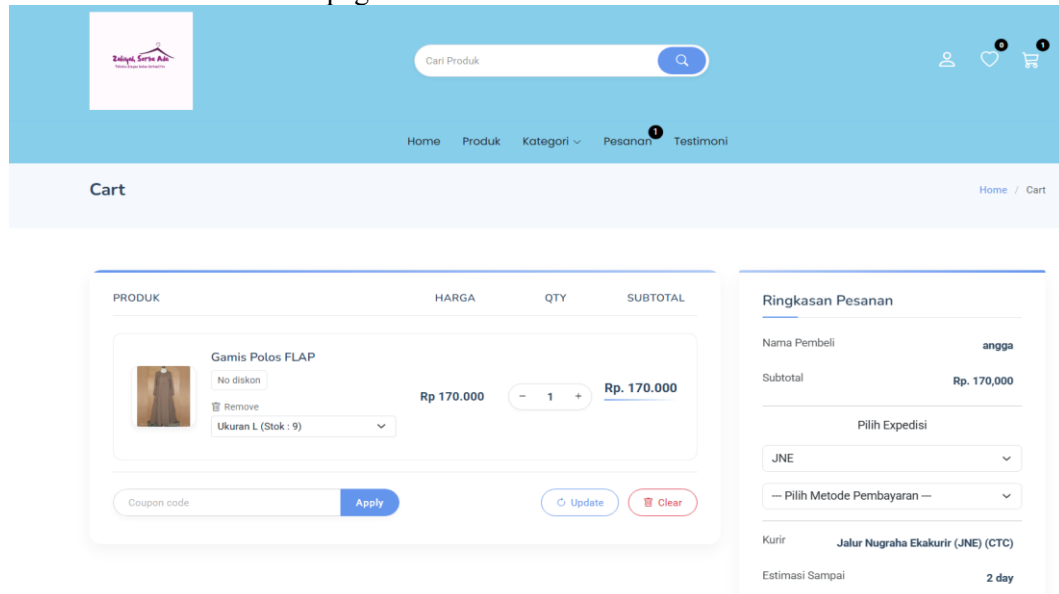 Zaliqal, Serba Ada
Cari Produk
0
1
Home Produk Kategori Pesanan 1 Testimoni
Cart
Home / Cart
PRODUK HARGA QTY SUBTOTAL
Gamis Polos FLAP
No diskon
Remove
Ukuran L (Stok : 9)
Rp 170.000
- 1 +
Rp. 170.000
Coupon code
Apply
Update
Clear
Ringkasan Pesanan
Nama Pembeli angga
Subtotal Rp. 170,000
Pilih Expedisi
JNE
--- Pilih Metode Pembayaran ---
Kurir Jalur Nugraha Ekakurir (JNE) (CTC)
Estimasi Sampai 2 day